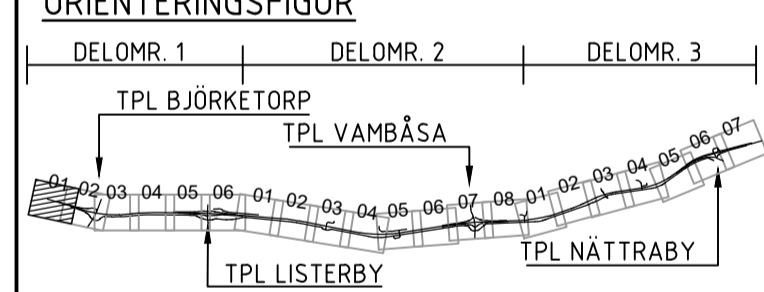 ORIENTERINGSFIGUR
DELOMR. 1 DELOMR. 2 DELOMR. 3
TPL BJÖRKETORP
TPL VAMBÅSA
01 02 03 04 05 06 01 02 03 04 05 06 07 08 01 02 03 04 05 06 07
TPL NÄTTRABY
TPL LISTERBY